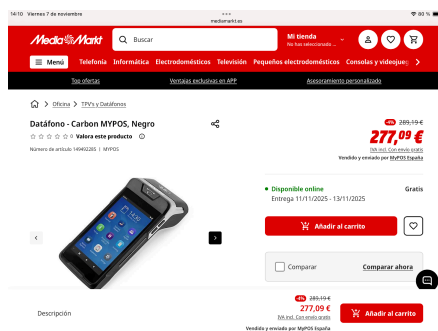 14:10 Viernes 7 de noviembre
80 %
mediamarkt.es
MediaMarkt
Buscar
Mi tienda
No has seleccionado ...
Menú
Telefonía Informática Electrodomésticos Televisión Pequeños electrodomésticos Consolas y videojueg
Top ofertas
Ventajas exclusivas en APP
Asesoramiento personalizado
Oficina > TPV's y Datáfonos
Datáfono - Carbon MYPOS, Negro
0 Valora este producto
Número de artículo 149492285 | MYPOS
-4% 289,19 €
277,09 €
IVA incl. Con envío gratis
Vendido y enviado por MyPOS España
Disponible online
Gratis
Entrega 11/11/2025 - 13/11/2025
Añadir al carrito
Comparar
Comparar ahora
Descripción
-4% 289,19 €
277,09 €
IVA incl. Con envío gratis
Vendido y enviado por MyPOS España
Añadir al carrito